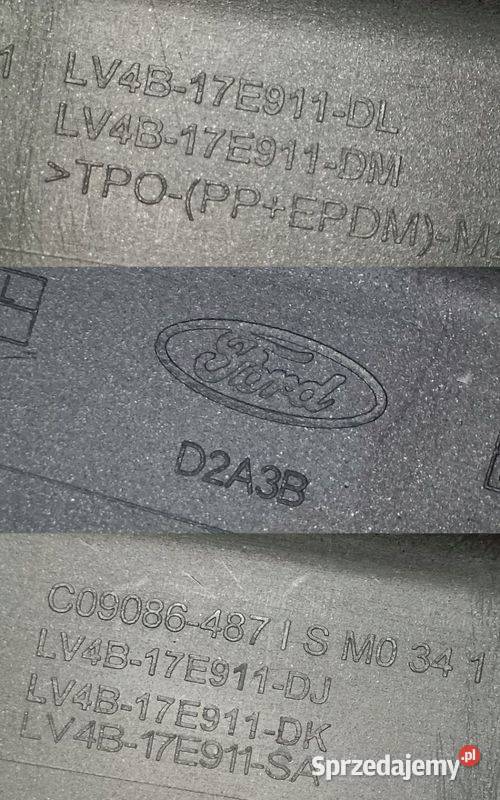 1
LV4B-17E911-DL
LV4B-17E911-DM
>TPO-(PP+EPDM)-M
L
Ford
D2A3B
C09086-487 I S M0 34 1
LV4B-17E911-DJ
LV4B-17E911-DK
LV4B-17E911-SA
Sprzedajemy.pl